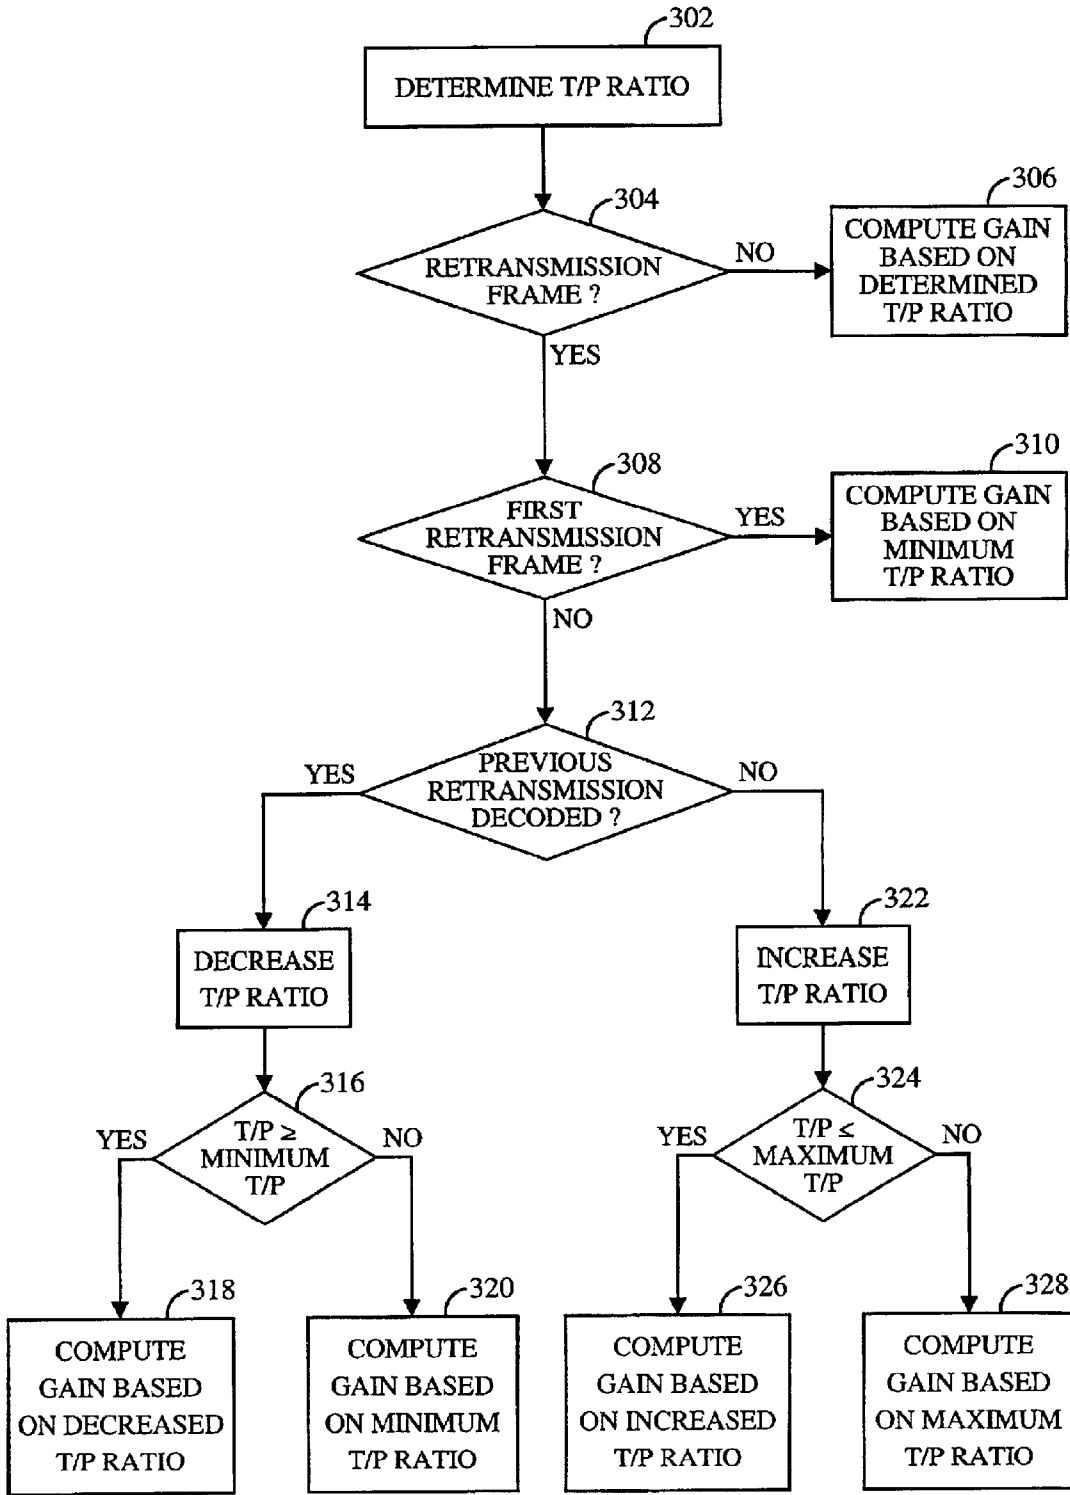 302
DETERMINE T/P RATIO
304
RETRANSMISSION
FRAME ?
NO
306
COMPUTE GAIN
BASED ON
DETERMINED
T/P RATIO
YES
308
FIRST
RETRANSMISSION
FRAME ?
YES
310
COMPUTE GAIN
BASED ON
MINIMUM
T/P RATIO
NO
312
PREVIOUS
RETRANSMISSION
DECODED ?
YES
NO
314
DECREASE
T/P RATIO
322
INCREASE
T/P RATIO
316
T/P ≥
MINIMUM
T/P
YES
NO
324
T/P ≤
MAXIMUM
T/P
YES
NO
318
COMPUTE
GAIN BASED
ON DECREASED
T/P RATIO
320
COMPUTE
GAIN BASED
ON MINIMUM
T/P RATIO
326
COMPUTE
GAIN BASED
ON INCREASED
T/P RATIO
328
COMPUTE
GAIN BASED
ON MAXIMUM
T/P RATIO